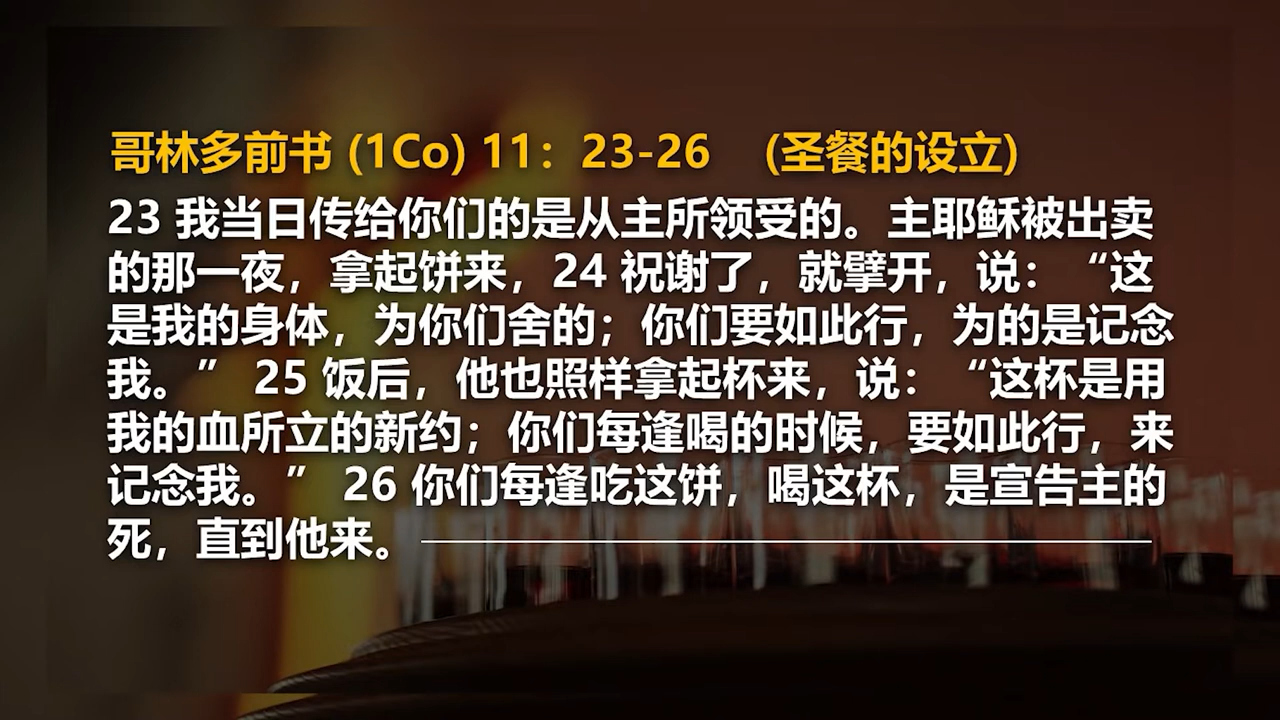 哥林多前书 (1Co) 11：23-26 (圣餐的设立)
23 我当日传给你们的是从主所领受的。主耶稣被出卖
的那一夜，拿起饼来，24 祝谢了，就擘开，说：“这
是我的身体，为你们舍的；你们要如此行，为的是记念
我。” 25 饭后，他也照样拿起杯来，说：“这杯是用
我的血所立的新约；你们每逢喝的时候，要如此行，来
记念我。” 26 你们每逢吃这饼，喝这杯，是宣告主的
死，直到他来。